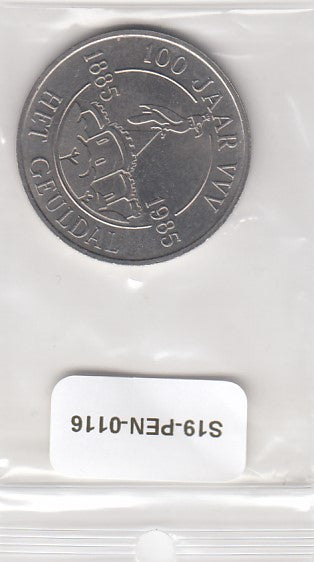 100 JAAR VVV
1885
1985
HET GEULDAL
S19-PEN-0116